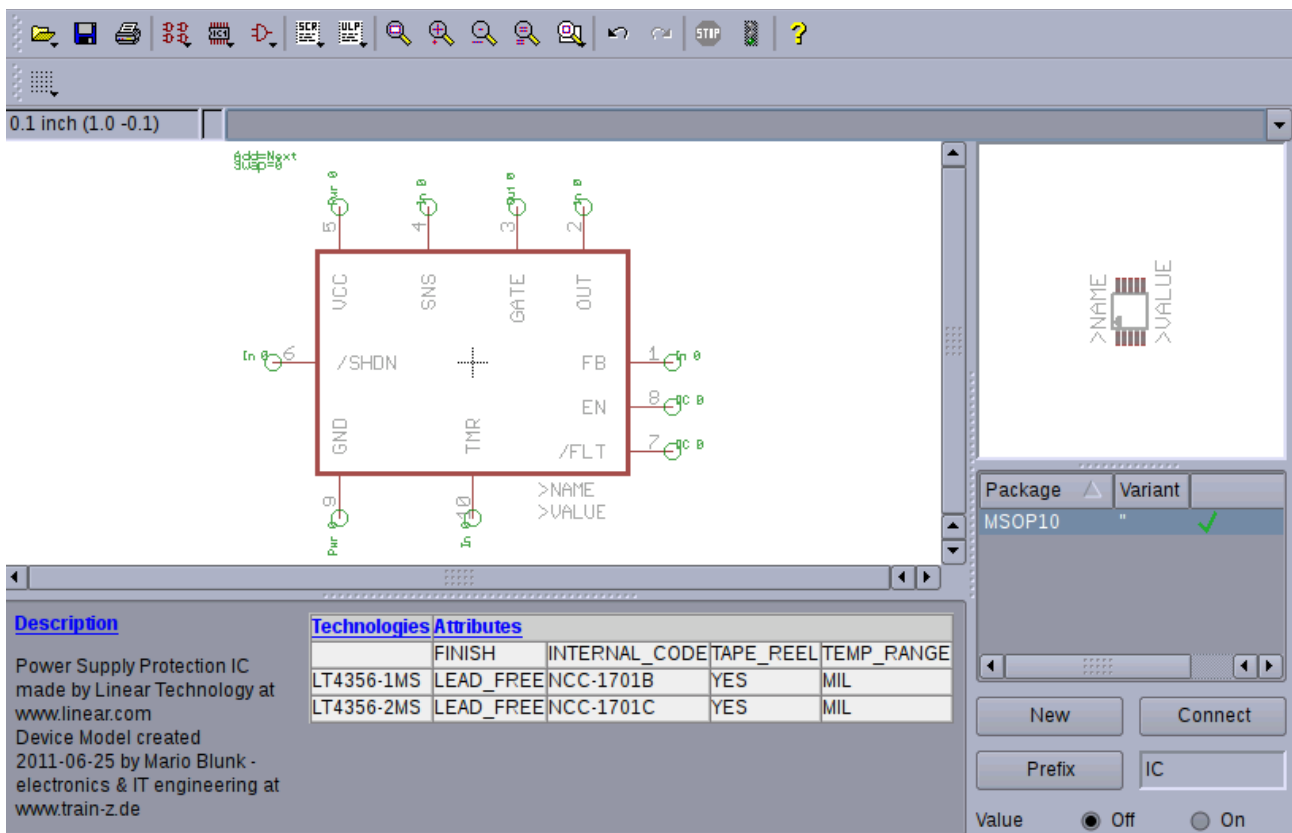 SCR ULP STOP ?
0.1 inch (1.0 -0.1)
Add=Next
Swap=0
Pwr 0 In 0 Out 0 In 0
5 4 3 2
VCC SNS GATE OUT
In 0 6 /SHDN FB 1 In 0
EN 8 OC 0
GND TMR /FLT 7 OC 0
9 10
>NAME
>VALUE
Pwr 0 In 0
>NAME >VALUE
Package Variant
MSOP10 ''
Description
Power Supply Protection IC
made by Linear Technology at
www.linear.com
Device Model created
2011-06-25 by Mario Blunk -
electronics & IT engineering at
www.train-z.de
Technologies Attributes
FINISH INTERNAL_CODE TAPE_REEL TEMP_RANGE
LT4356-1MS LEAD_FREE NCC-1701B YES MIL
LT4356-2MS LEAD_FREE NCC-1701C YES MIL
New Connect
Prefix IC
Value Off On